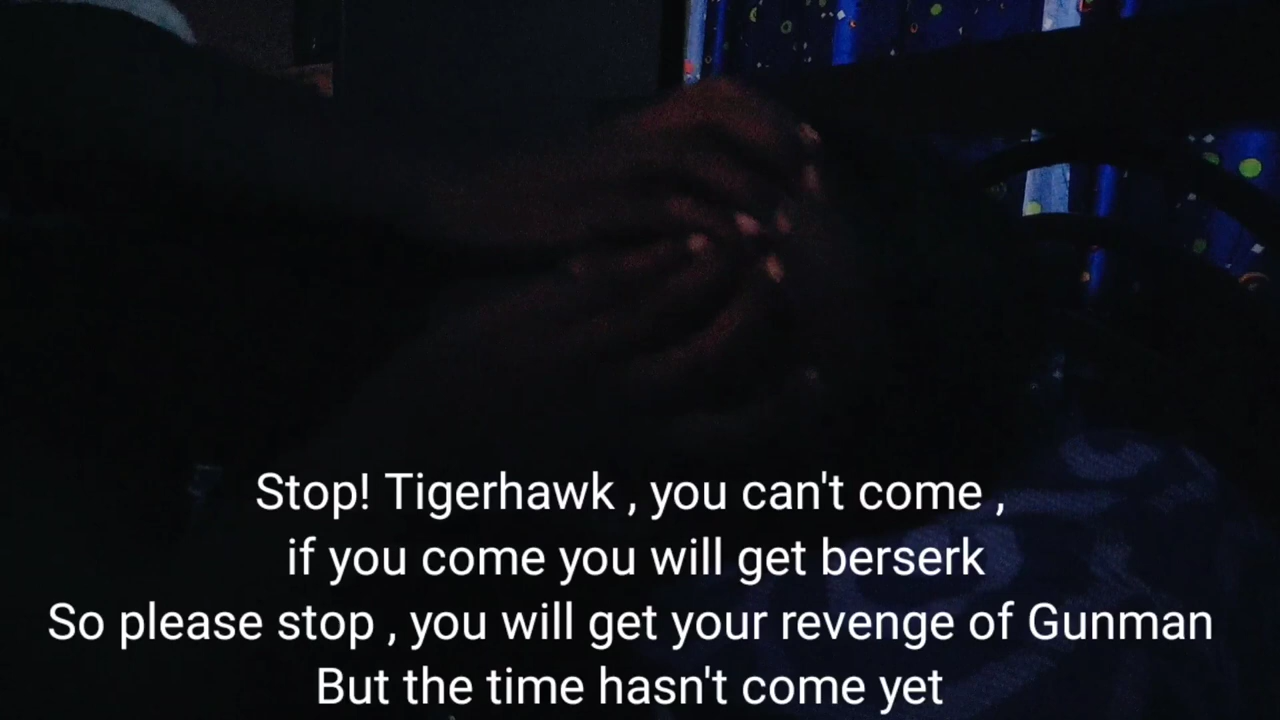 Stop! Tigerhawk , you can't come ,
if you come you will get berserk
So please stop , you will get your revenge of Gunman
But the time hasn't come yet